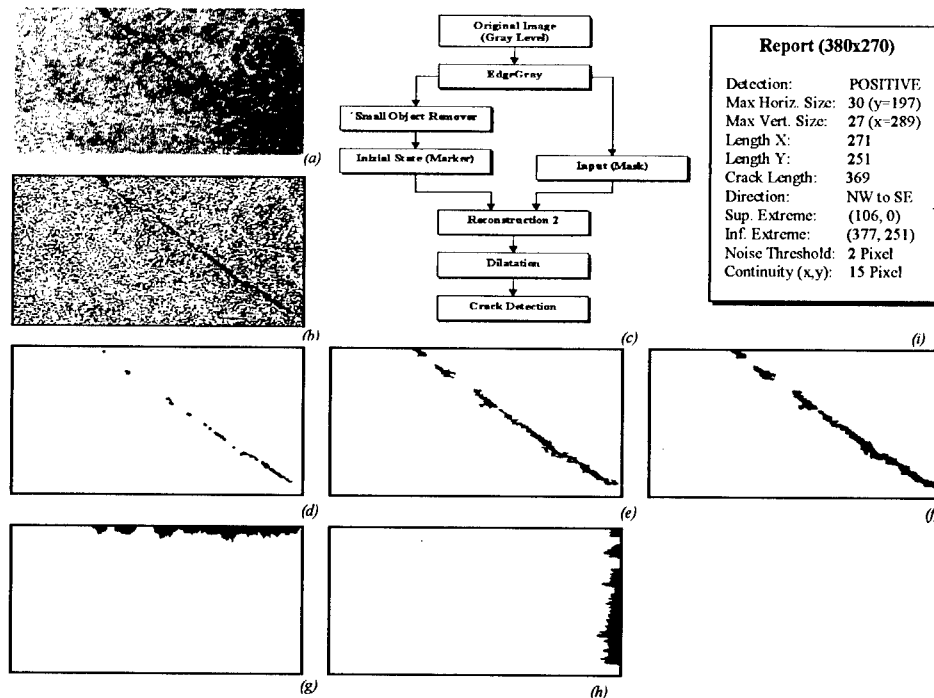 (a)
(b)
Original Image
(Gray Level)
EdgeGray
Small Object Remover
Inizial State (Marker)
Input (Mask)
Reconstruction 2
Dilatation
Crack Detection
(c)
Report (380x270)
Detection: POSITIVE
Max Horiz. Size: 30 (y=197)
Max Vert. Size: 27 (x=289)
Length X: 271
Length Y: 251
Crack Length: 369
Direction: NW to SE
Sup. Extreme: (106, 0)
Inf. Extreme: (377, 251)
Noise Threshold: 2 Pixel
Continuity (x,y): 15 Pixel
(i)
(d)
(e)
(f)
(g)
(h)